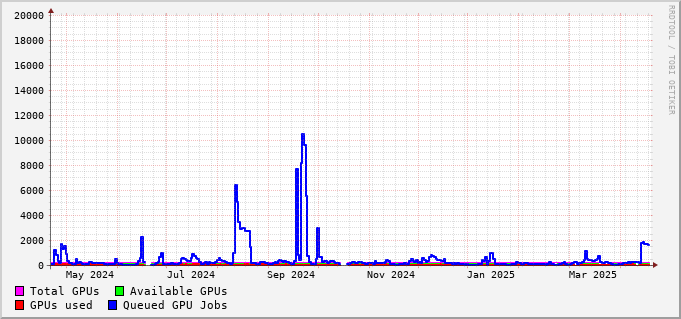 20000
18000
16000
14000
12000
10000
8000
6000
4000
2000
0
May 2024 Jul 2024 Sep 2024 Nov 2024 Jan 2025 Mar 2025
Total GPUs Available GPUs
GPUs used Queued GPU Jobs
RRDTOOL / TOBI OETIKER